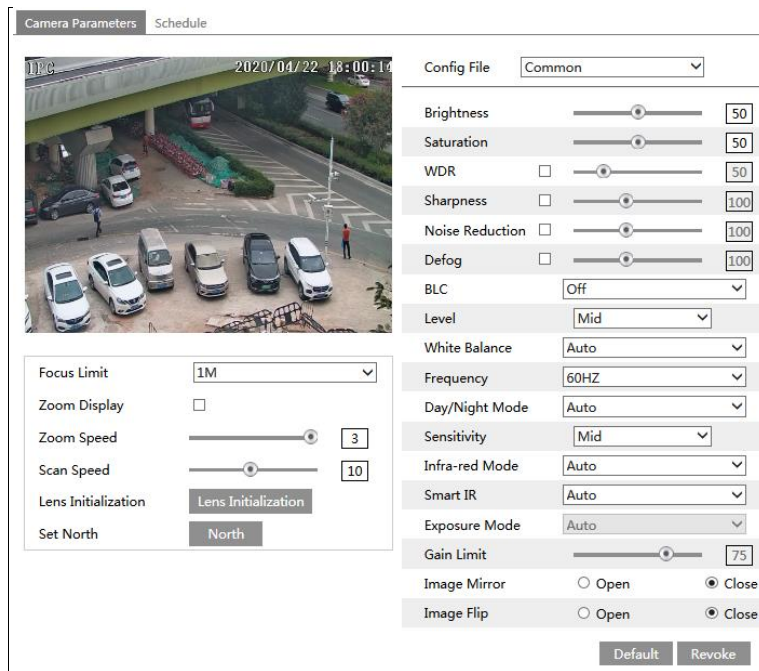 Camera Parameters Schedule
IPC 2020/04/22 18:00:14
Config File Common
Brightness 50
Saturation 50
WDR 50
Sharpness 100
Noise Reduction 100
Defog 100
BLC Off
Level Mid
White Balance Auto
Frequency 60HZ
Day/Night Mode Auto
Sensitivity Mid
Infra-red Mode Auto
Smart IR Auto
Exposure Mode Auto
Gain Limit 75
Image Mirror Open Close
Image Flip Open Close
Default Revoke
Focus Limit 1M
Zoom Display
Zoom Speed 3
Scan Speed 10
Lens Initialization Lens Initialization
Set North North